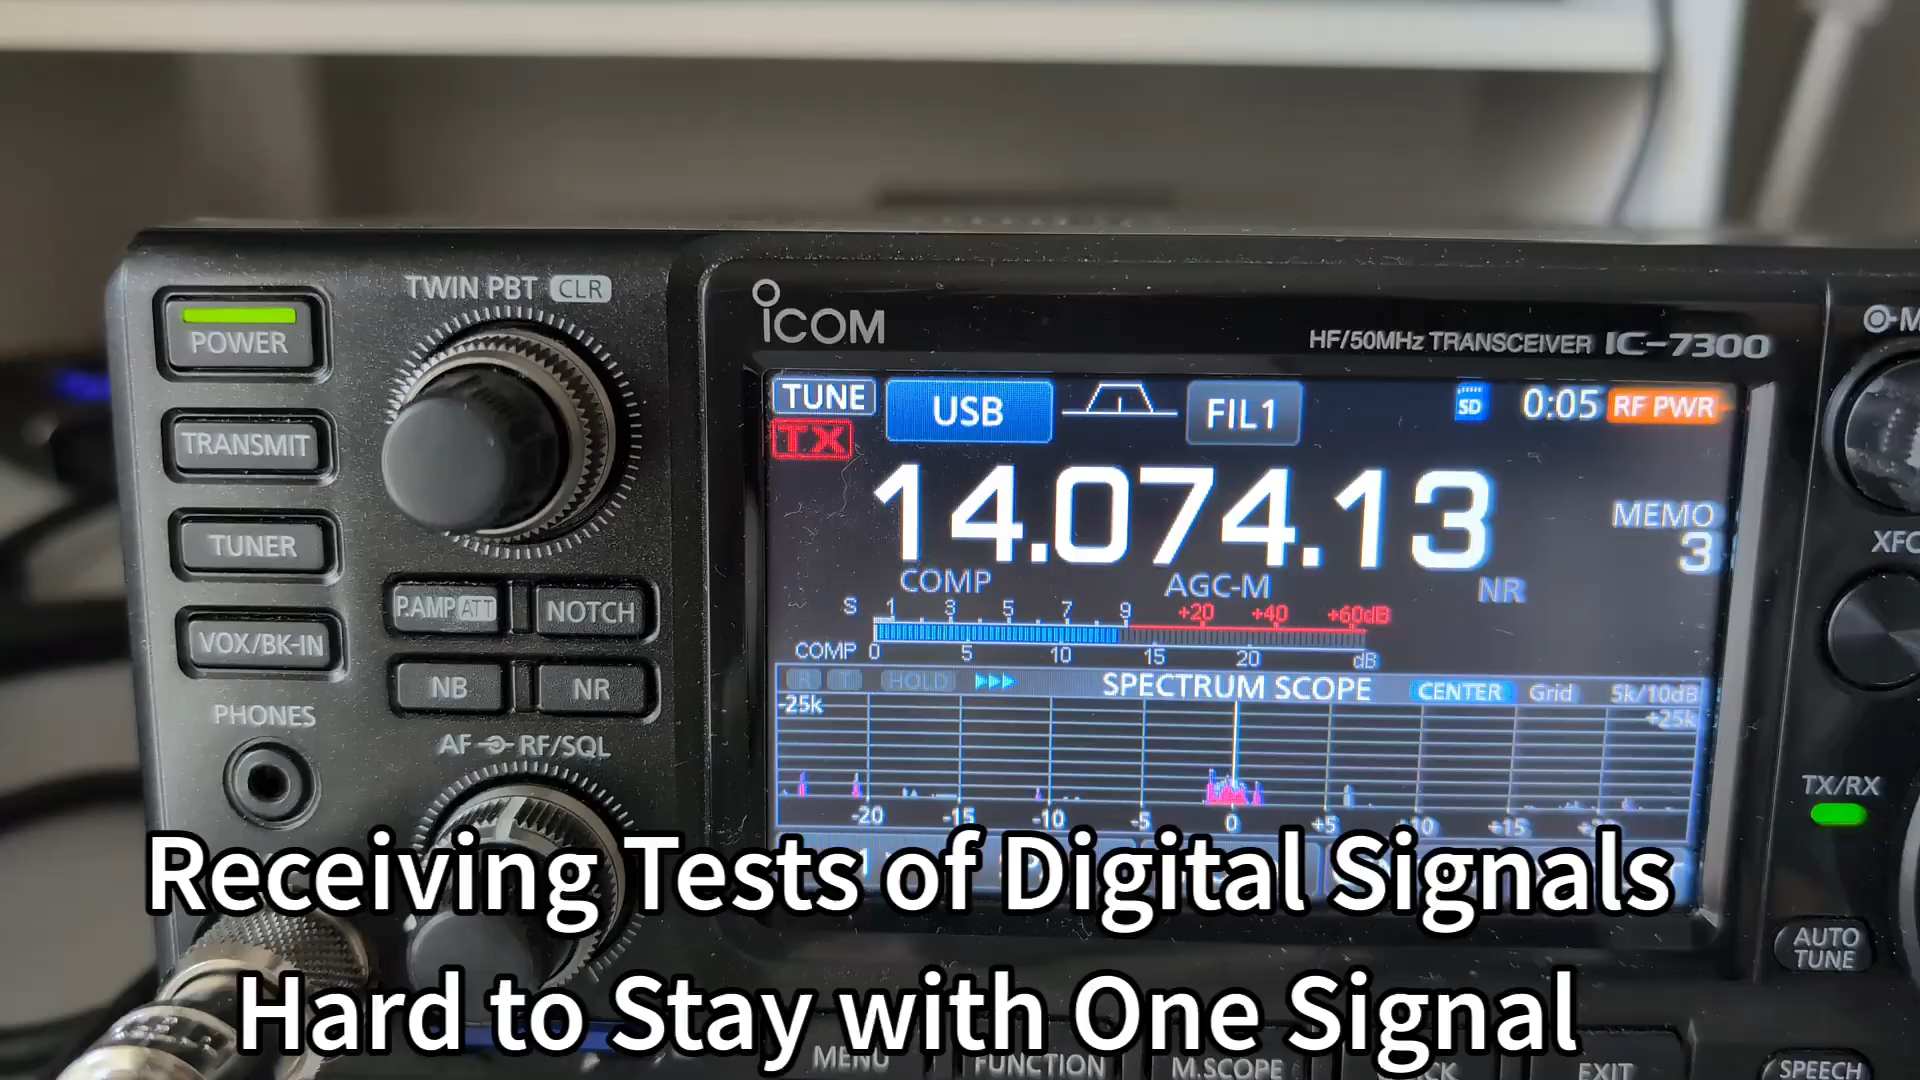 TWIN PBT CLR
ICOM
HF/50MHz TRANSCEIVER IC-7300
POWER
TRANSMIT
TUNER
VOX/BK-IN
P.AMP ATT
NOTCH
NB
NR
PHONES
AF RF/SQL
TUNE
USB
FIL1
SD
0:05
RF PWR
TX
14.074.13
MEMO
3
COMP
AGC-M
NR
S 1 3 5 7 9 +20 +40 +60dB
COMP 0 5 10 15 20 dB
HOLD
SPECTRUM SCOPE
CENTER
Grid
5k/10dB
-25k
+25k
-20 -15 -10 -5 0 +5 +10 +15
XFC
TX/RX
AUTO
TUNE
Receiving Tests of Digital Signals
Hard to Stay with One Signal
MENU
FUNCTION
M.SCOPE
EXIT
SPEECH